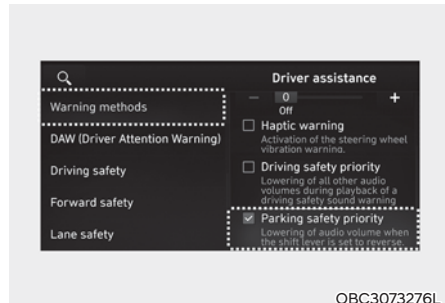 Driver assistance
Warning methods
DAW (Driver Attention Warning)
Driving safety
Forward safety
Lane safety
− 0 +
Off
Haptic warning
Activation of the steering wheel
vibration warning.
Driving safety priority
Lowering of all other audio
volumes during playback of a
driving safety sound warning
Parking safety priority
Lowering of audio volume when
the shift lever is set to reverse.
OBC3073276L